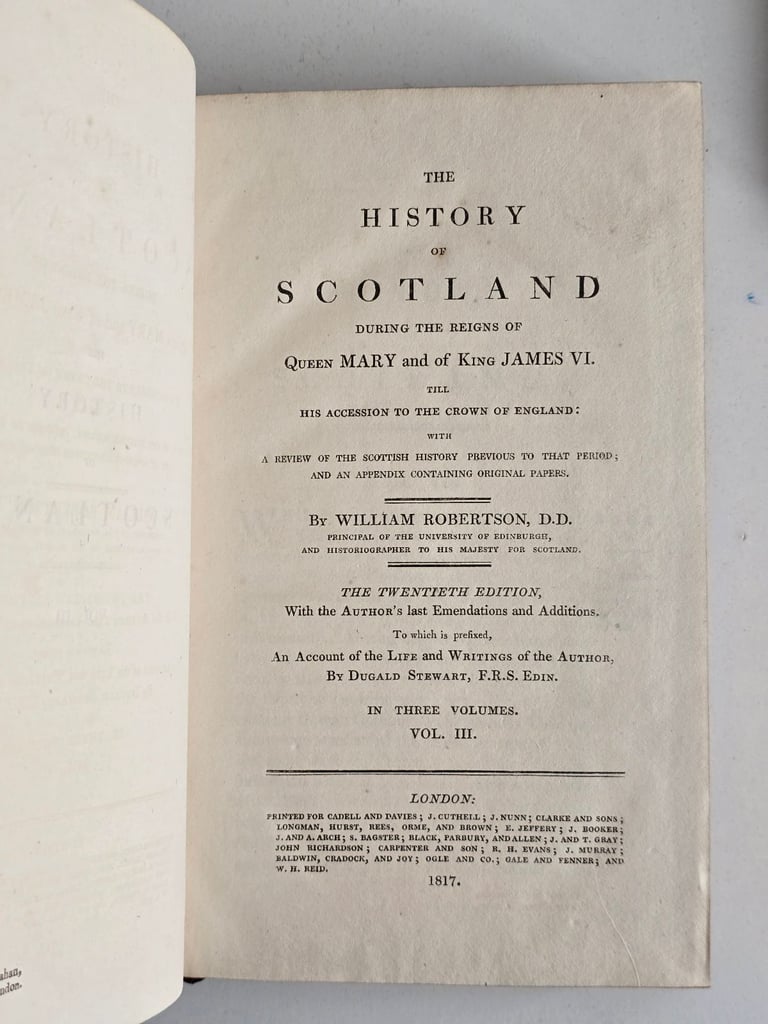 THE
HISTORY
OF
SCOTLAND
DURING THE REIGNS OF
QUEEN MARY and of KING JAMES VI.
TILL
HIS ACCESSION TO THE CROWN OF ENGLAND:
WITH
A REVIEW OF THE SCOTTISH HISTORY PREVIOUS TO THAT PERIOD;
AND AN APPENDIX CONTAINING ORIGINAL PAPERS.
BY WILLIAM ROBERTSON, D.D.
PRINCIPAL OF THE UNIVERSITY OF EDINBURGH,
AND HISTORIOGRAPHER TO HIS MAJESTY FOR SCOTLAND.
THE TWENTIETH EDITION,
With the AUTHOR's last Emendations and Additions.
To which is prefixed,
An Account of the LIFE and WRITINGS of the AUTHOR,
BY DUGALD STEWART, F.R.S. EDIN.
IN THREE VOLUMES.
VOL. III.
LONDON:
PRINTED FOR CADELL AND DAVIES; J. CUTHELL; J. NUNN; CLARKE AND SONS;
LONGMAN, HURST, REES, ORME, AND BROWN; E. JEFFERY; J. BOOKER;
J. AND A. ARCH; S. BAGSTER; BLACK, PARBURY, AND ALLEN; J. AND T. GRAY;
JOHN RICHARDSON; CARPENTER AND SON; R. H. EVANS; J. MURRAY;
BALDWIN, CRADOCK, AND JOY; OGLE AND CO.; GALE AND FENNER; AND
W. H. REID.
1817.
ahan,
ndon.